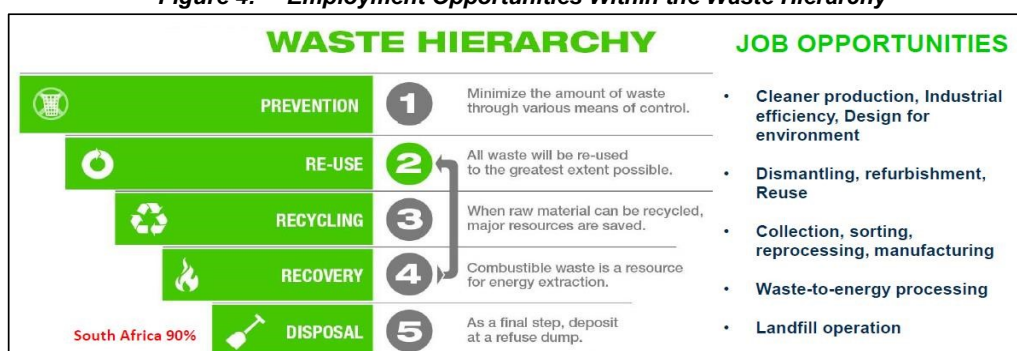 Figure 4: Employment Opportunities Within the Waste Hierarchy
WASTE HIERARCHY
JOB OPPORTUNITIES
PREVENTION
1
Minimize the amount of waste
through various means of control.
• Cleaner production, Industrial
efficiency, Design for
environment
RE-USE
2
All waste will be re-used
to the greatest extent possible.
• Dismantling, refurbishment,
Reuse
RECYCLING
3
When raw material can be recycled,
major resources are saved.
• Collection, sorting,
reprocessing, manufacturing
RECOVERY
4
Combustible waste is a resource
for energy extraction.
• Waste-to-energy processing
South Africa 90%
DISPOSAL
5
As a final step, deposit
at a refuse dump.
• Landfill operation